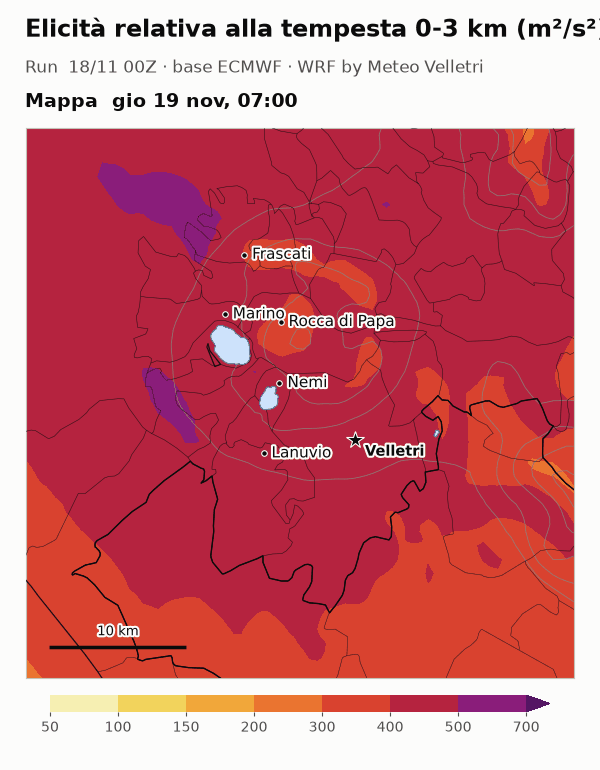 Elicità relativa alla tempesta 0-3 km (m²/s²)
Run 18/11 00Z · base ECMWF · WRF by Meteo Velletri
Mappa gio 19 nov, 07:00
Frascati
Marino
Rocca di Papa
Nemi
Velletri
Lanuvio
10 km
50 100 150 200 300 400 500 700